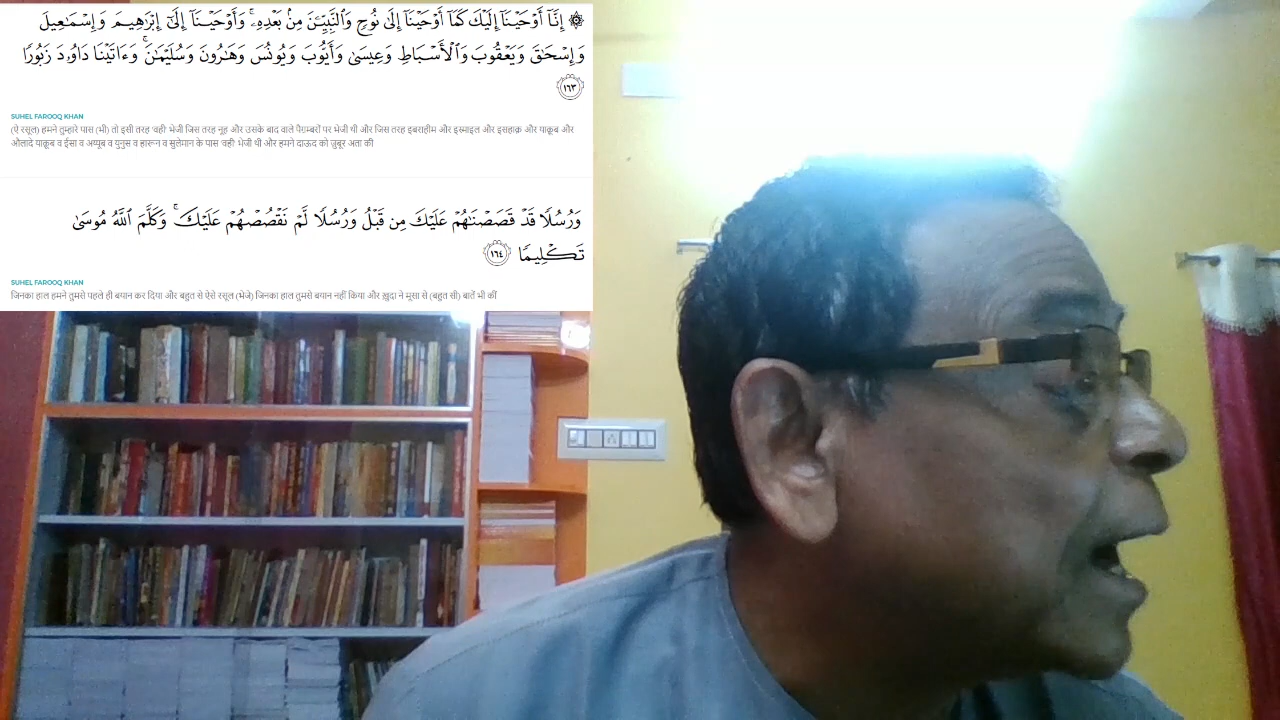 ۞ إِنَّآ أَوْحَيْنَآ إِلَيْكَ كَمَآ أَوْحَيْنَآ إِلَىٰ نُوحٍ وَٱلنَّبِيِّـۧنَ مِنۢ بَعْدِهِۦ ۚ وَأَوْحَيْنَآ إِلَىٰٓ إِبْرَٰهِيمَ وَإِسْمَـٰعِيلَ
وَإِسْحَـٰقَ وَيَعْقُوبَ وَٱلْأَسْبَاطِ وَعِيسَىٰ وَأَيُّوبَ وَيُونُسَ وَهَـٰرُونَ وَسُلَيْمَـٰنَ ۚ وَءَاتَيْنَا دَاوُۥدَ زَبُورًا
١٦٣
SUHEL FAROOQ KHAN
(ऐ रसूल) हमने तुम्हारे पास (भी) तो इसी तरह 'वही' भेजी जिस तरह नूह और उसके बाद वाले पैग़म्बरों पर भेजी थी और जिस तरह इबराहीम और इस्माइल और इसहाक़ और याक़ूब और
औलादे याक़ूब व ईसा व अय्यूब व युनुस व हारून व सुलेमान के पास 'वही' भेजी थी और हमने दाऊद को ज़ुबूर अता की
وَرُسُلًا قَدْ قَصَصْنَـٰهُمْ عَلَيْكَ مِن قَبْلُ وَرُسُلًا لَّمْ نَقْصُصْهُمْ عَلَيْكَ ۚ وَكَلَّمَ ٱللَّهُ مُوسَىٰ
تَكْلِيمًا ١٦٤
SUHEL FAROOQ KHAN
जिनका हाल हमने तुमसे पहले ही बयान कर दिया और बहुत से ऐसे रसूल (भेजे) जिनका हाल तुमसे बयान नहीं किया और ख़ुदा ने मूसा से (बहुत सी) बातें भी कीं